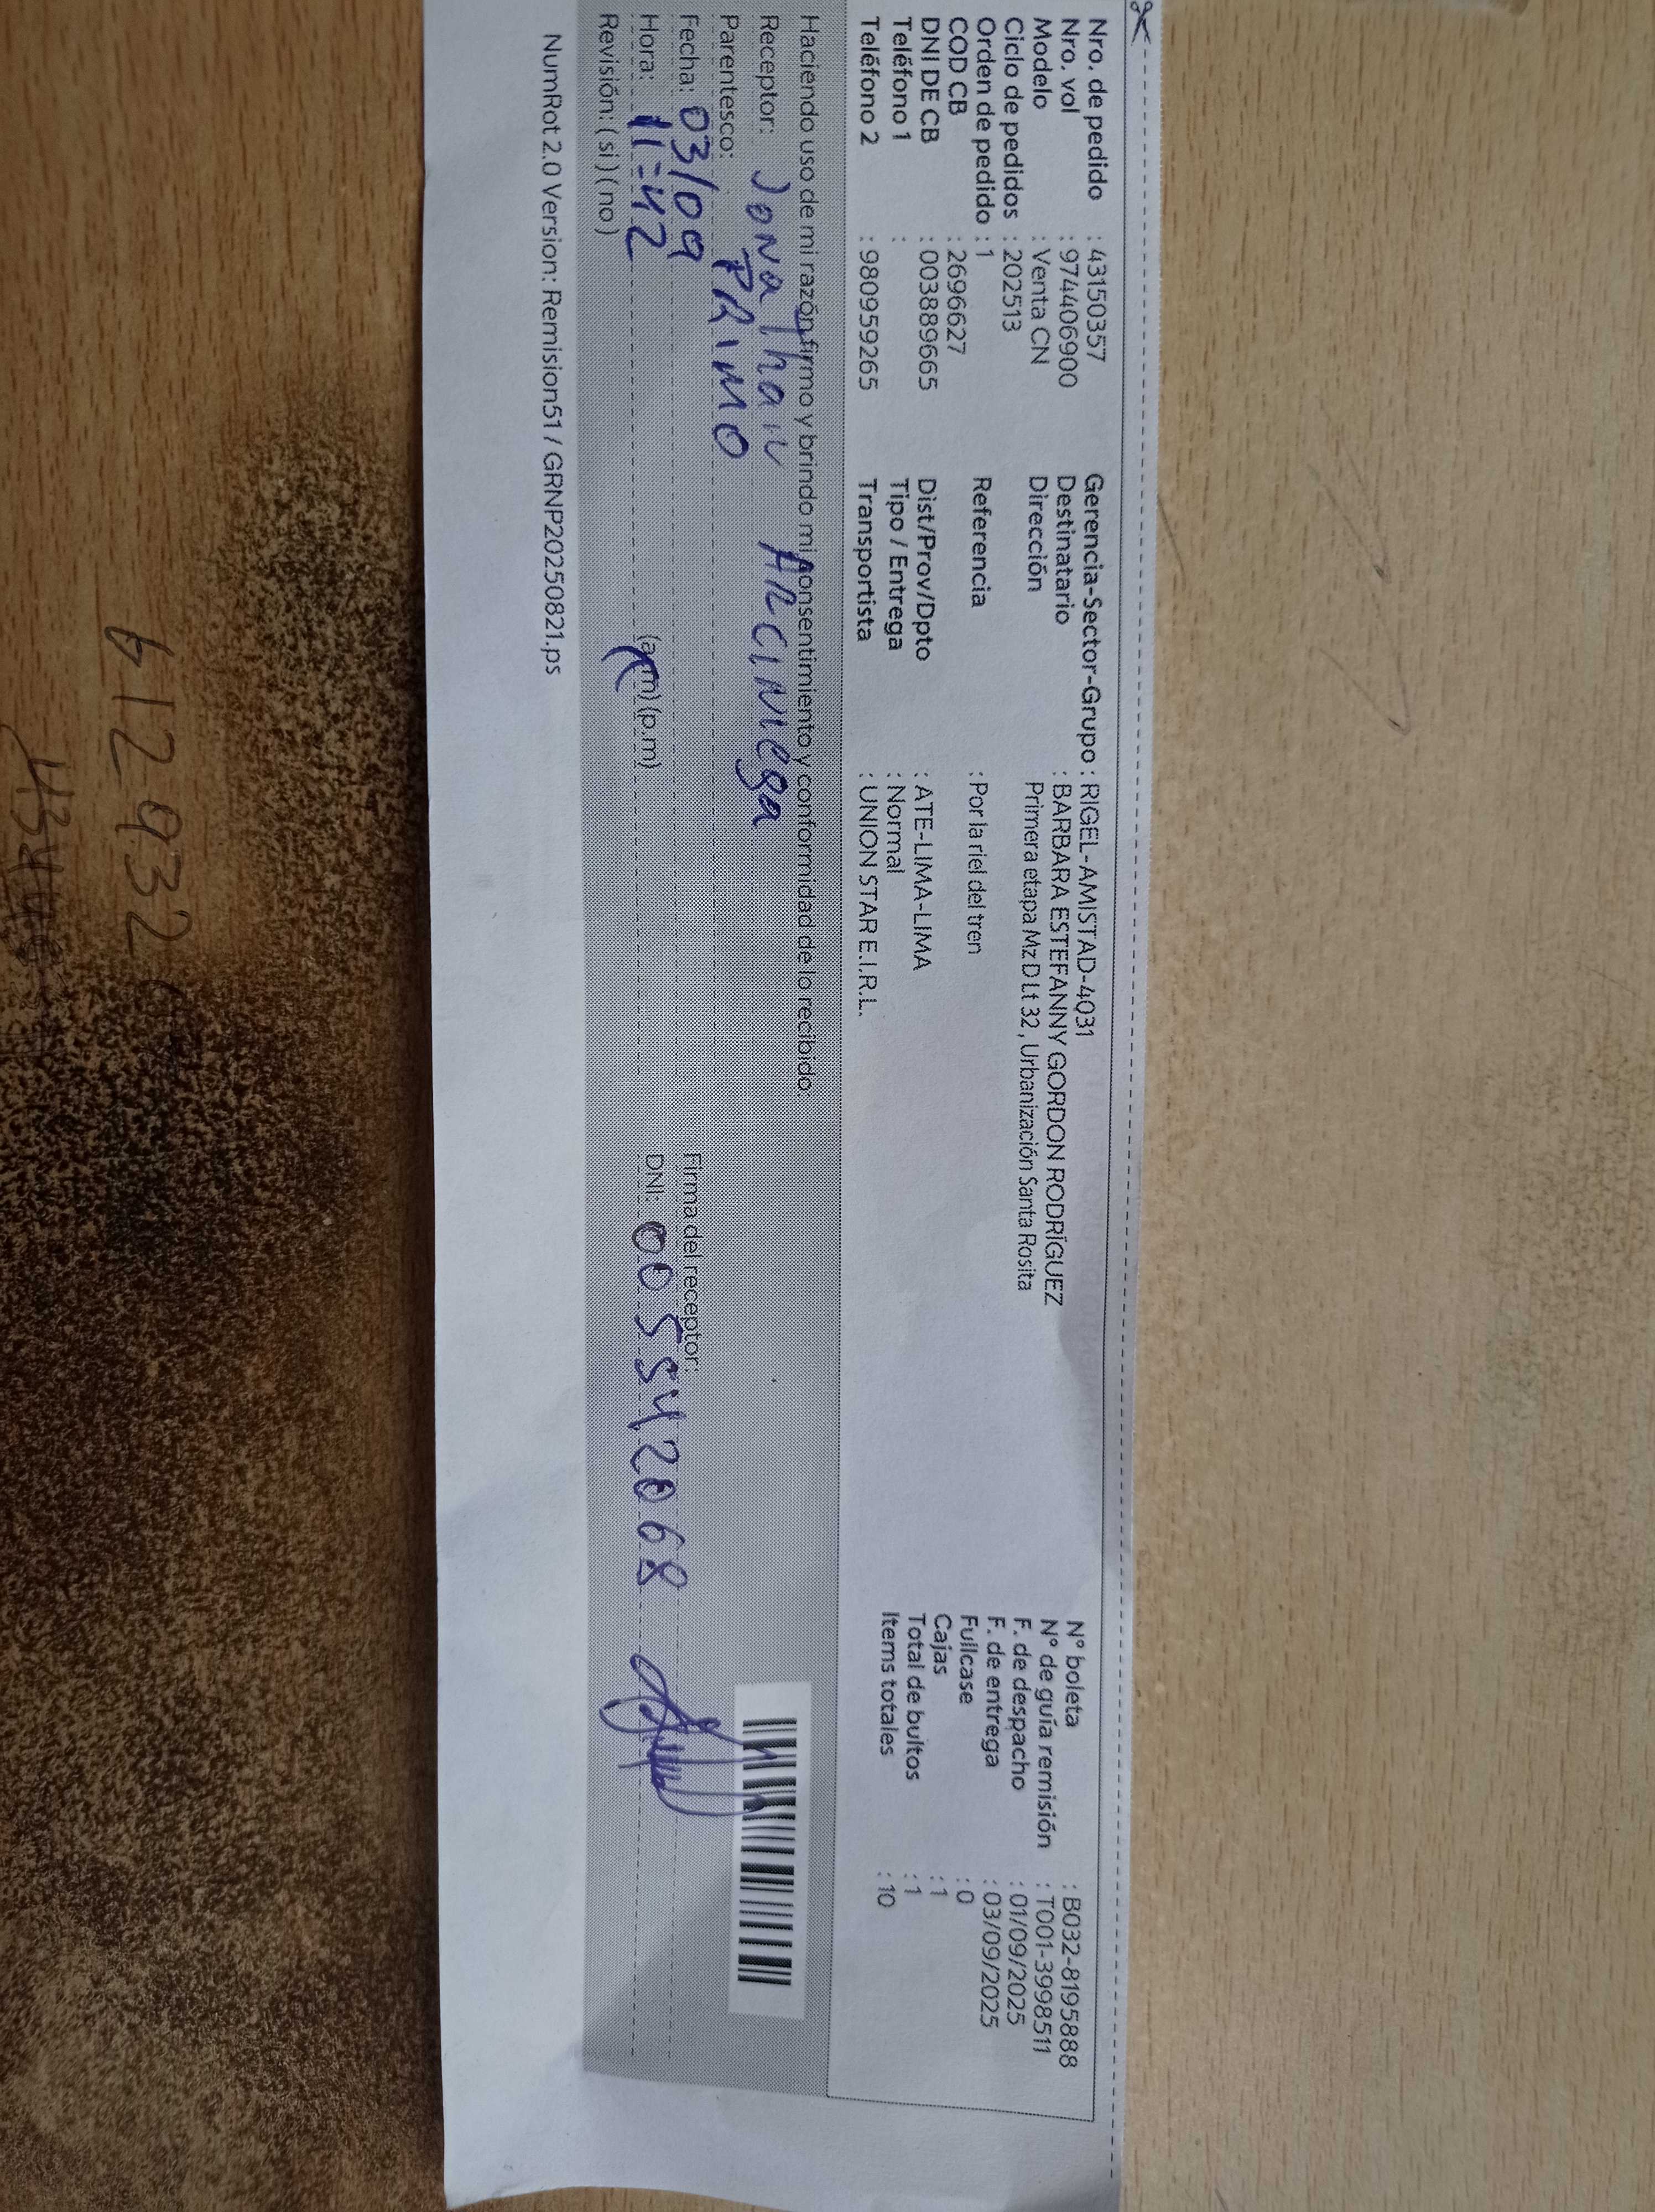 Nro. de pedido : 43150357
Nro. vol : 974406900
Modelo : Venta CN
Ciclo de pedidos : 202513
Orden de pedido : 1
COD CB : 2696627
DNI DE CB : 003889665
Teléfono 1 :
Teléfono 2 : 980959265
Gerencia-Sector-Grupo : RIGEL-AMISTAD-4031
Destinatario : BARBARA ESTEFANNY GORDON RODRÍGUEZ
Dirección Primera etapa Mz D Lt 32, Urbanización Santa Rosita
Referencia : Por la riel del tren
Dist/Prov/Dpto : ATE-LIMA-LIMA
Tipo / Entrega : Normal
Transportista : UNION STAR E.I.R.L.
N° boleta : B032-8195888
N° de guía remisión : T001-3998511
F. de despacho : 01/09/2025
F. de entrega : 03/09/2025
Fullcase : 0
Cajas : 1
Total de bultos : 1
Items totales : 10
Haciendo uso de mi razón firmo y brindo mi consentimiento y conformidad de lo recibido:
Receptor: Jonathan Arciniega
Parentesco: PRIMO
Fecha: 03/09
Hora: 11:42 (a.m) (p.m)
Revisión: ( si ) ( no )
Firma del receptor:
DNI: 005542068
NumRot 2.0 Version: Remision51 / GRNP20250821.ps
612932